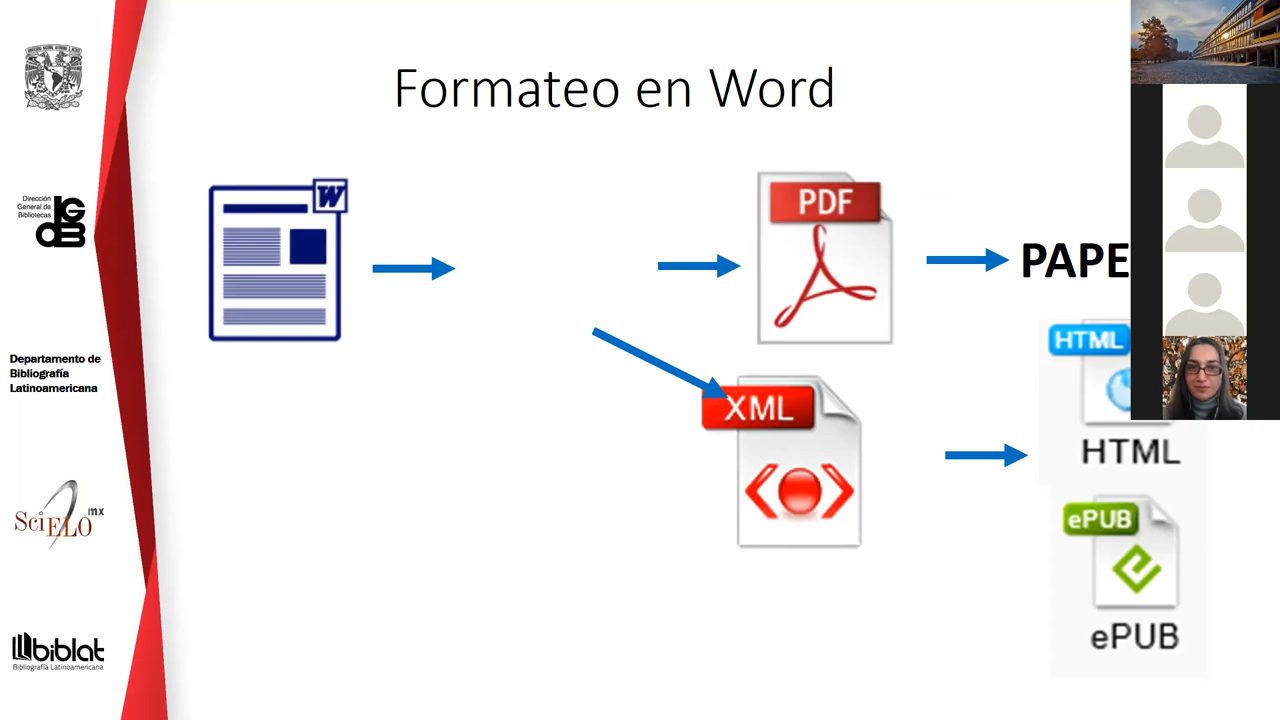 Formateo en Word
Dirección
General de
Bibliotecas
DGB
W
PDF
PAPE
HTML
HTML
XML
Departamento de
Bibliografía
Latinoamericana
SciELO mx
ePUB
ePUB
biblat
Bibliografía Latinoamericana